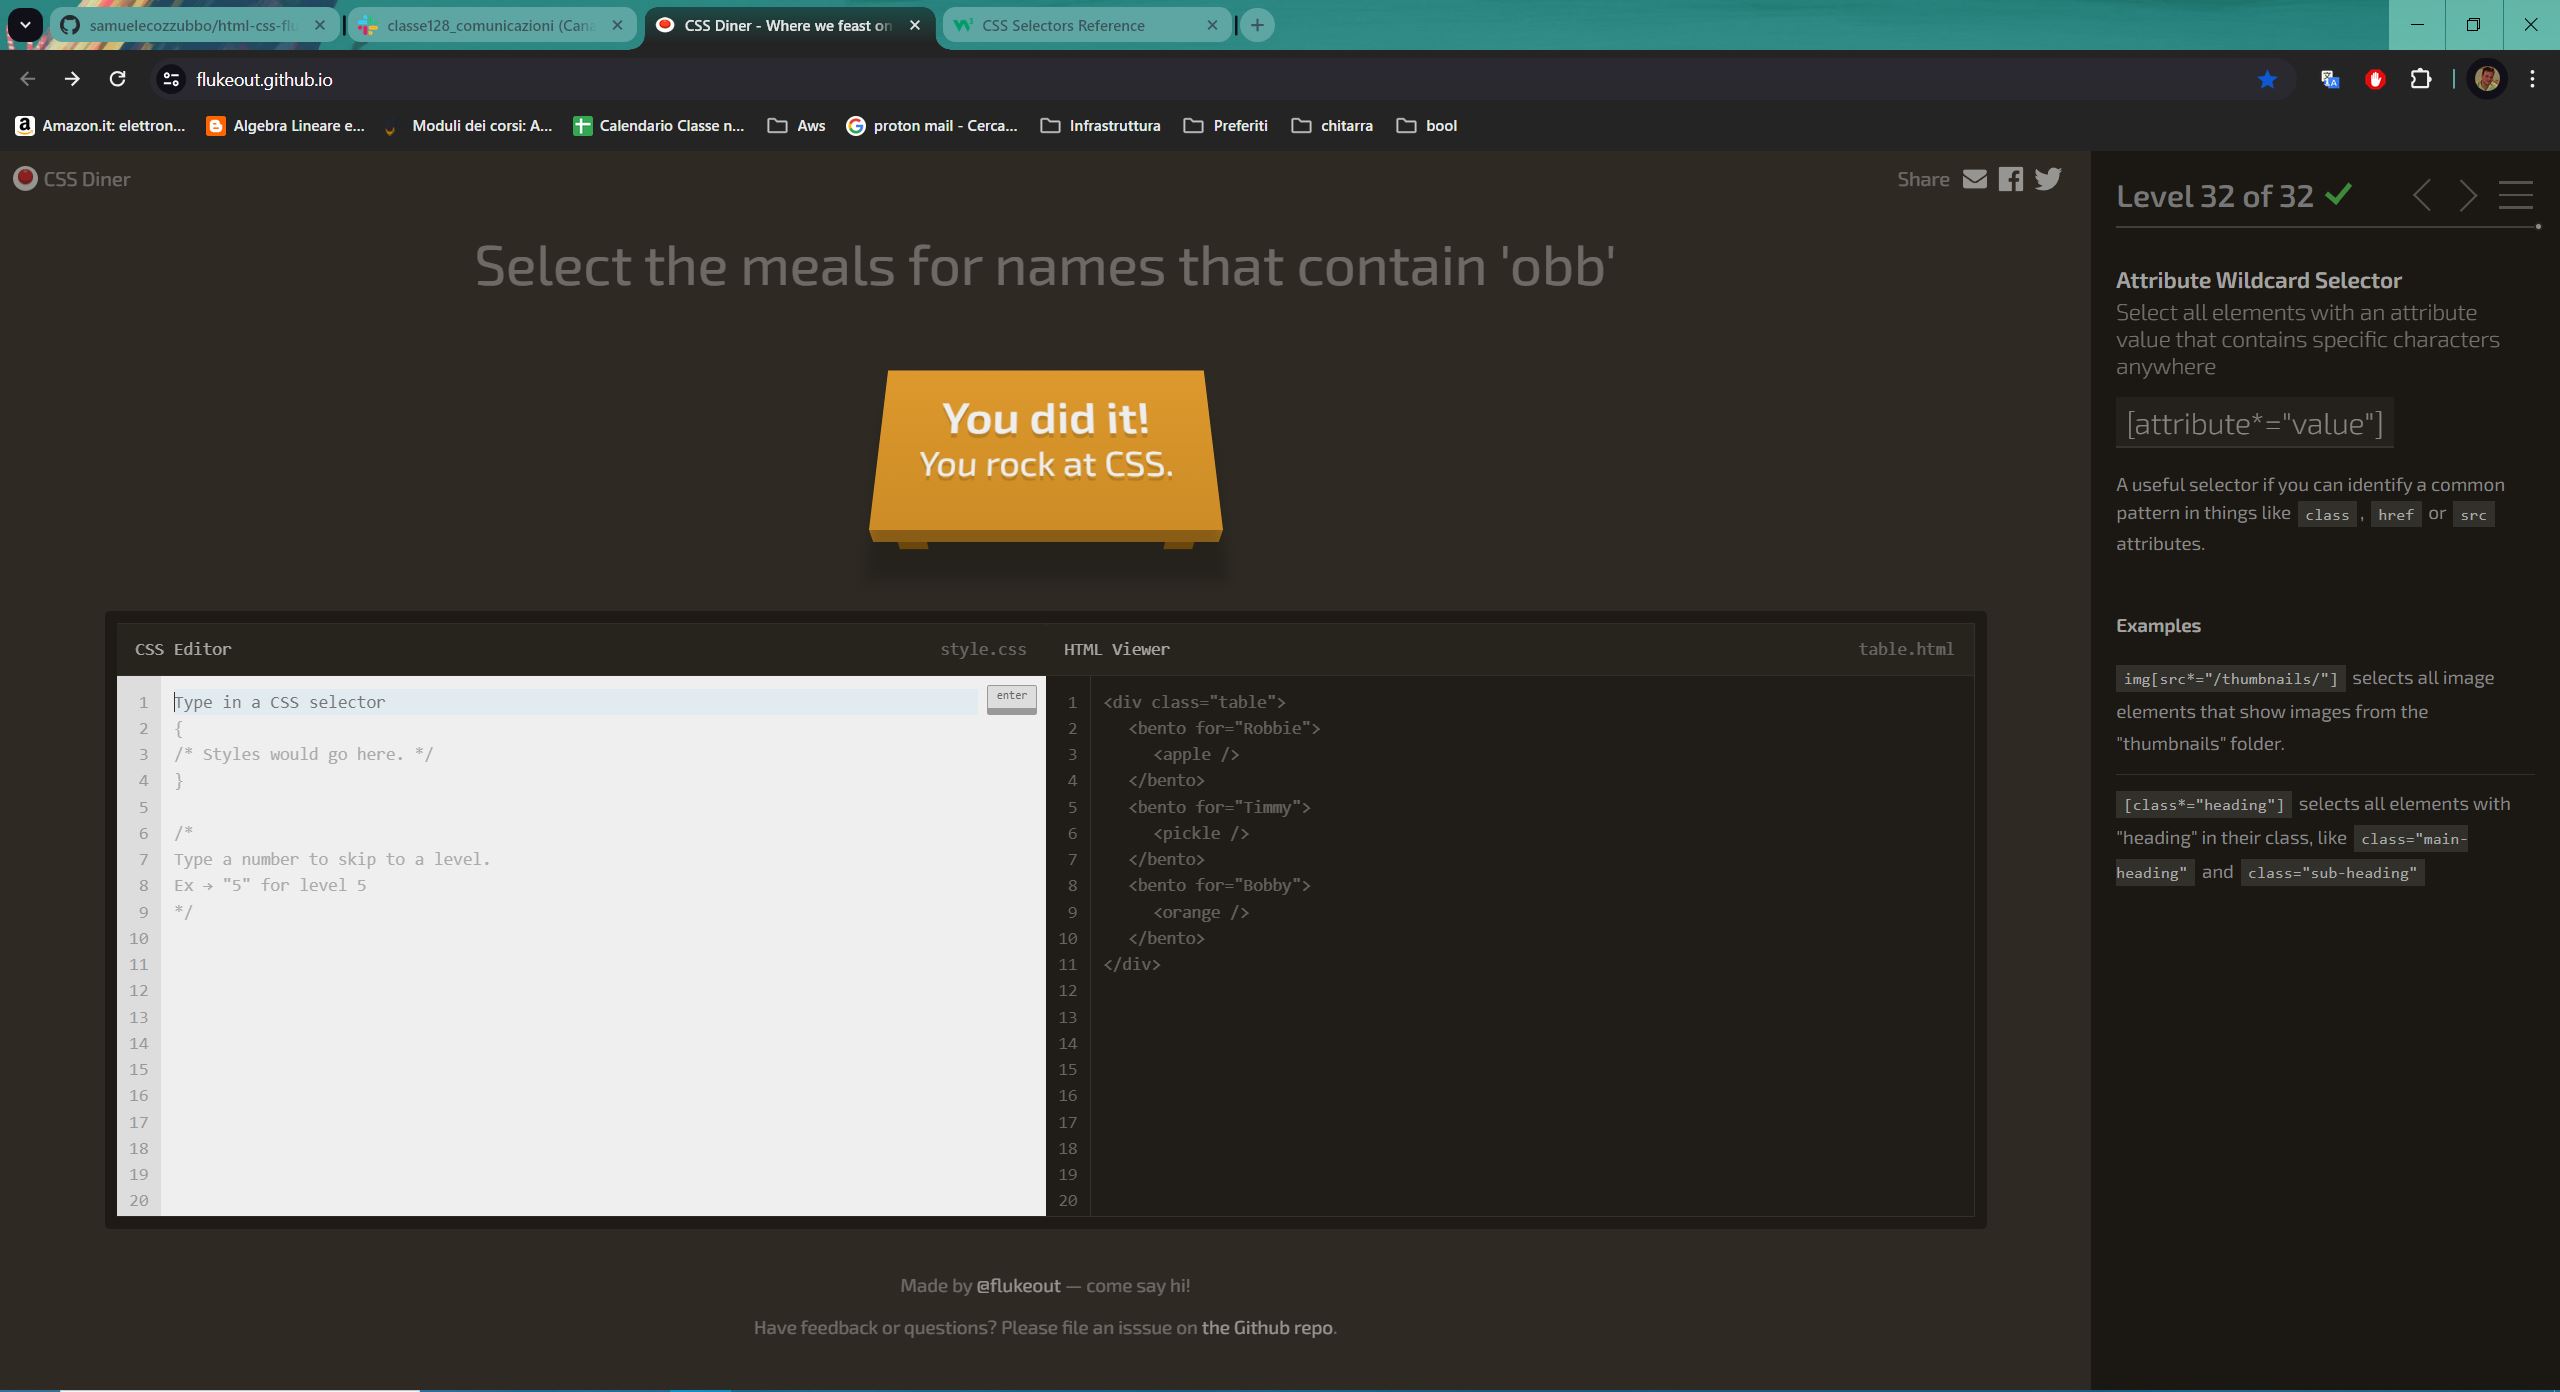 samuelecozzubbo/html-css-flu
classe128_comunicazioni (Cana
CSS Diner - Where we feast on
CSS Selectors Reference
flukeout.github.io
Amazon.it: elettron...
Algebra Lineare e...
Moduli dei corsi: A...
Calendario Classe n...
Aws
proton mail - Cerca...
Infrastruttura
Preferiti
chitarra
bool
CSS Diner
Share
Select the meals for names that contain 'obb'
You did it!
You rock at CSS.
CSS Editor
style.css
1 Type in a CSS selector
enter
2 {
3 /* Styles would go here. */
4 }
5
6 /*
7 Type a number to skip to a level.
8 Ex → "5" for level 5
9 */
10
11
12
13
14
15
16
17
18
19
20
HTML Viewer
table.html
1 <div class="table">
2 <bento for="Robbie">
3 <apple />
4 </bento>
5 <bento for="Timmy">
6 <pickle />
7 </bento>
8 <bento for="Bobby">
9 <orange />
10 </bento>
11 </div>
12
13
14
15
16
17
18
19
20
Made by @flukeout — come say hi!
Have feedback or questions? Please file an isssue on the Github repo.
Level 32 of 32
Attribute Wildcard Selector
Select all elements with an attribute
value that contains specific characters
anywhere
[attribute*="value"]
A useful selector if you can identify a common
pattern in things like class , href or src
attributes.
Examples
img[src*="/thumbnails/"] selects all image
elements that show images from the
"thumbnails" folder.
[class*="heading"] selects all elements with
"heading" in their class, like class="main-
heading" and class="sub-heading"